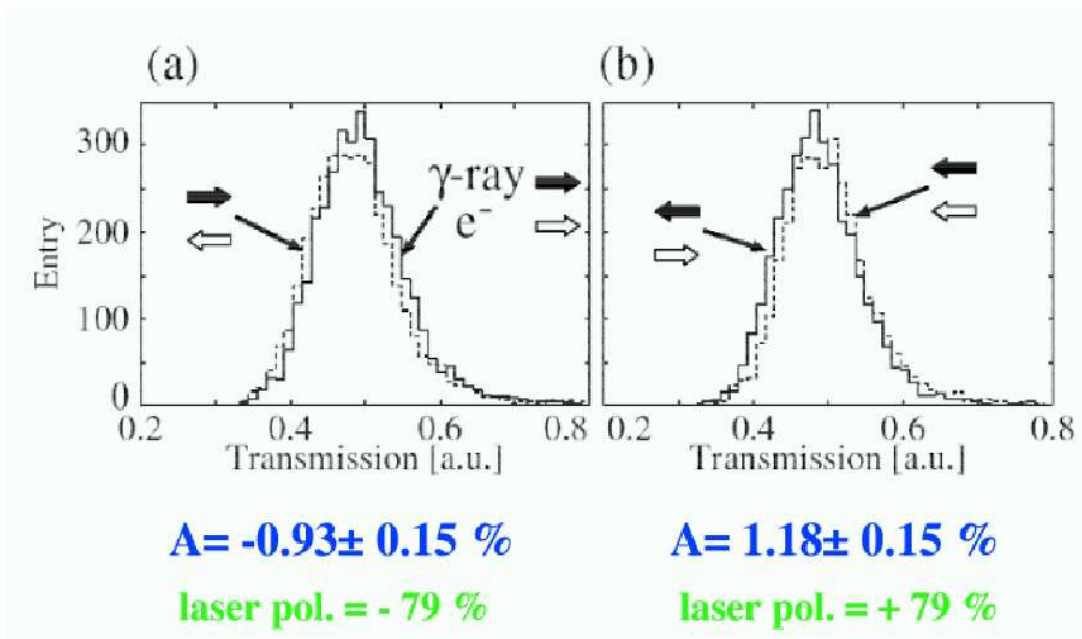 (a)
(b)
300
200
100
0
Entry
γ-ray
e⁻
0.2 0.4 0.6 0.8
0.2 0.4 0.6 0.8
Transmission [a.u.]
Transmission [a.u.]
A= -0.93± 0.15 %
A= 1.18± 0.15 %
laser pol. = - 79 %
laser pol. = + 79 %